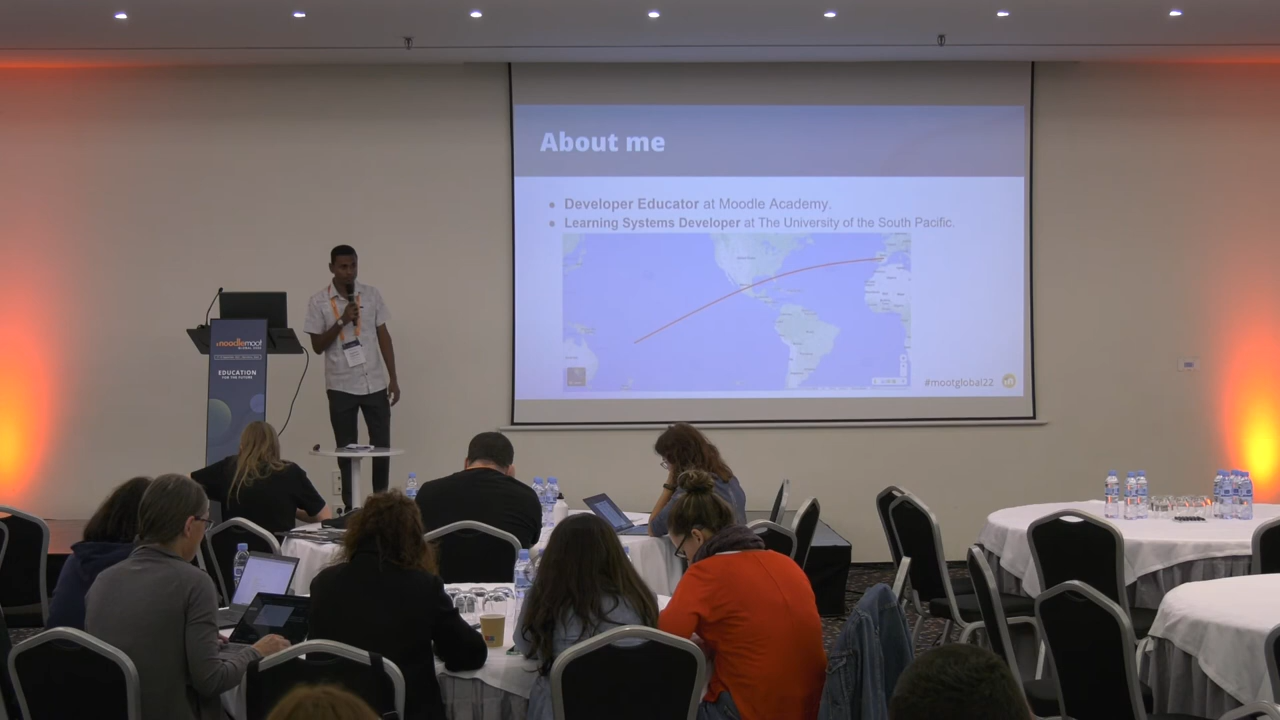 About me
• Developer Educator at Moodle Academy.
• Learning Systems Developer at The University of the South Pacific.
#mootglobal22
moodlemoot
EDUCATION
FOR THE FUTURE